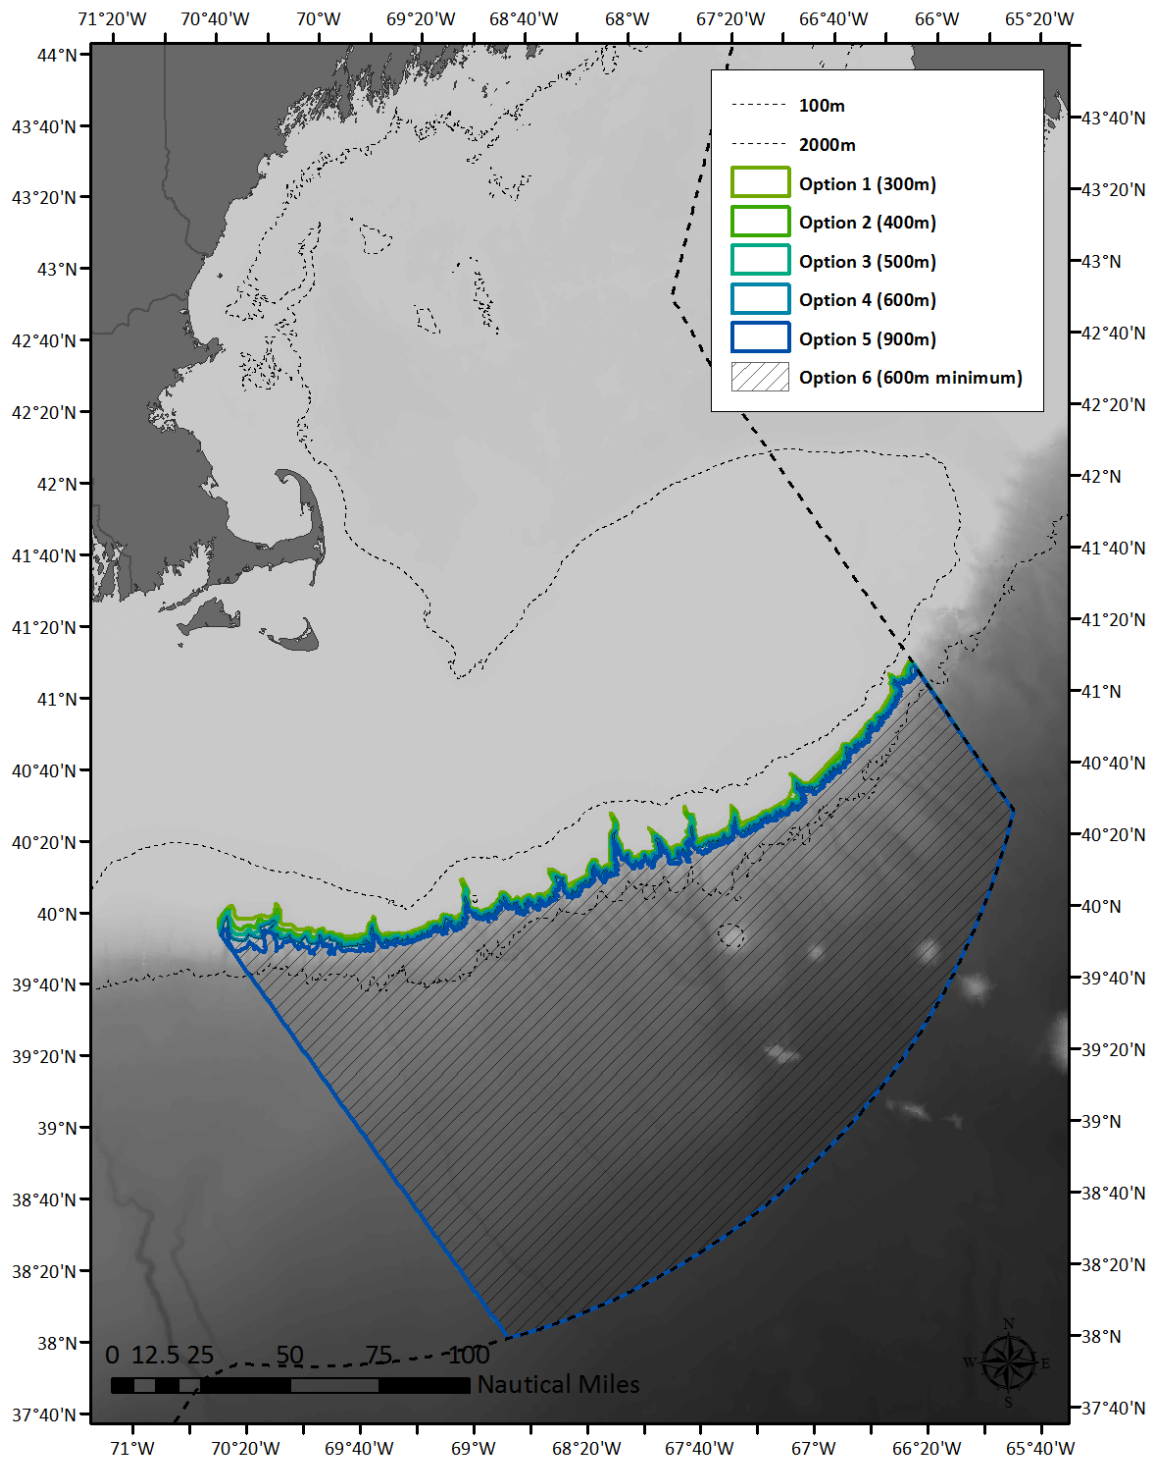 71°20'W 70°40'W 70°W 69°20'W 68°40'W 68°W 67°20'W 66°40'W 66°W 65°20'W
44°N
43°40'N
43°20'N
43°N
42°40'N
42°20'N
42°N
41°40'N
41°20'N
41°N
40°40'N
40°20'N
40°N
39°40'N
39°20'N
39°N
38°40'N
38°20'N
38°N
37°40'N
100m
2000m
Option 1 (300m)
Option 2 (400m)
Option 3 (500m)
Option 4 (600m)
Option 5 (900m)
Option 6 (600m minimum)
43°40'N
43°20'N
43°N
42°40'N
42°20'N
42°N
41°40'N
41°20'N
41°N
40°40'N
40°20'N
40°N
39°40'N
39°20'N
39°N
38°40'N
38°20'N
38°N
37°40'N
0 12.5 25 50 75 100
Nautical Miles
N
W E
S
71°W 70°20'W 69°40'W 69°W 68°20'W 67°40'W 67°W 66°20'W 65°40'W